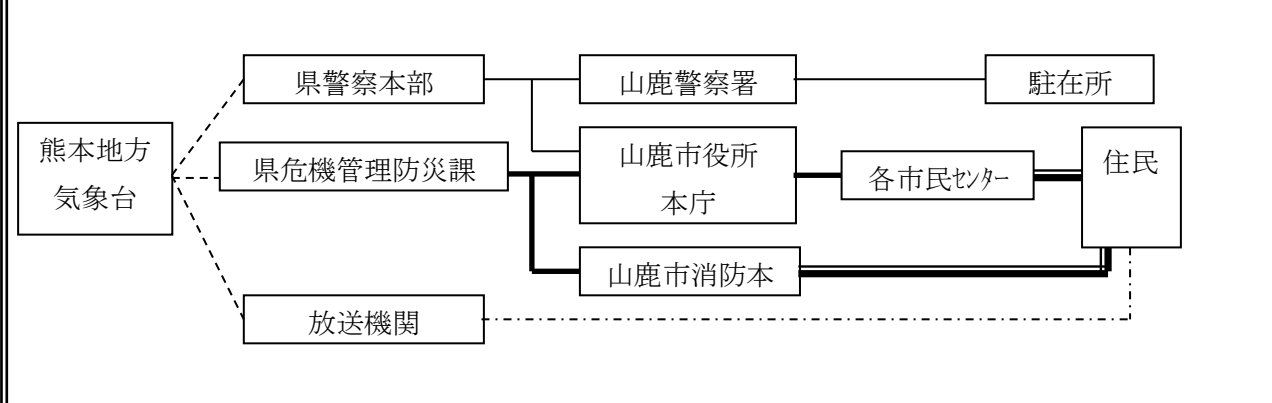 県警察本部
山鹿警察署
駐在所
熊本地方
気象台
県危機管理防災課
山鹿市役所
本庁
各市民ｾﾝﾀｰ
住民
山鹿市消防本
放送機関